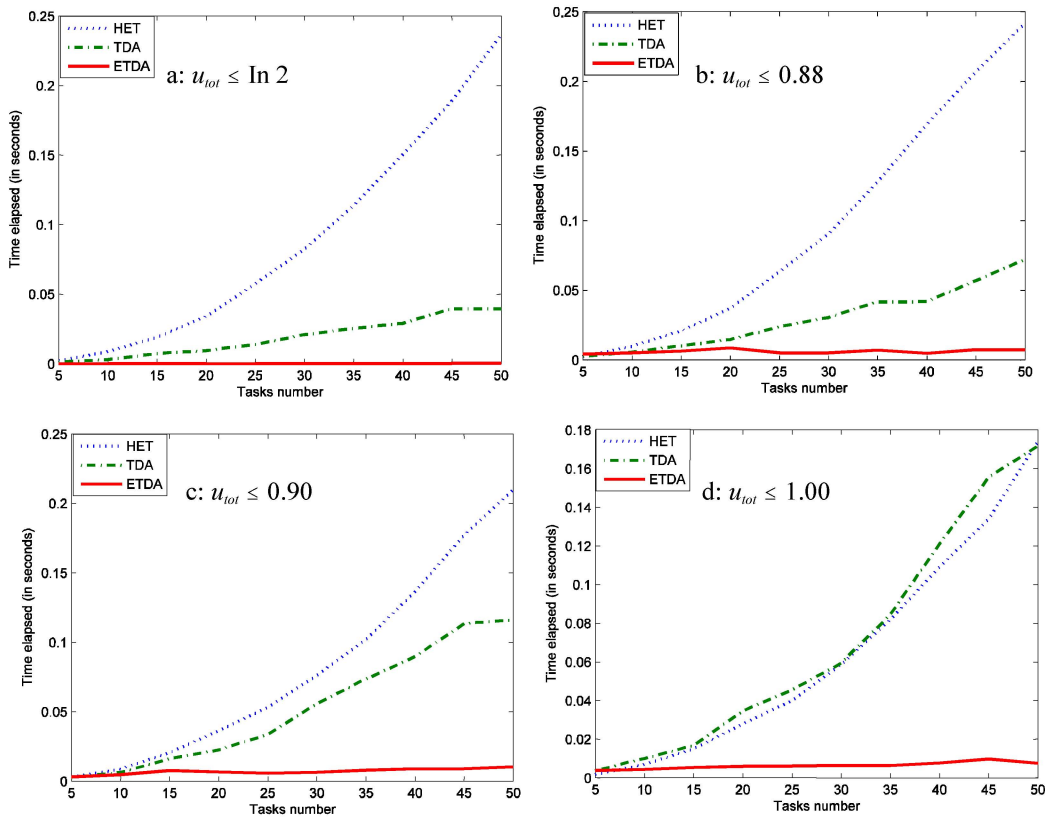 0.25
0.2
0.15
0.1
0.05
0
5 10 15 20 25 30 35 40 45 50
Time elapsed (in seconds)
Tasks number
HET
TDA
ETDA
a: u_tot ≤ In 2
0.25
0.2
0.15
0.1
0.05
0
5 10 15 20 25 30 35 40 45 50
Time elapsed (in seconds)
Tasks number
HET
TDA
ETDA
b: u_tot ≤ 0.88
0.25
0.2
0.15
0.1
0.05
0
5 10 15 20 25 30 35 40 45 50
Time elapsed (in seconds)
Tasks number
HET
TDA
ETDA
c: u_tot ≤ 0.90
0.18
0.16
0.14
0.12
0.1
0.08
0.06
0.04
0.02
0
5 10 15 20 25 30 35 40 45 50
Time elapsed (in seconds)
Tasks number
HET
TDA
ETDA
d: u_tot ≤ 1.00